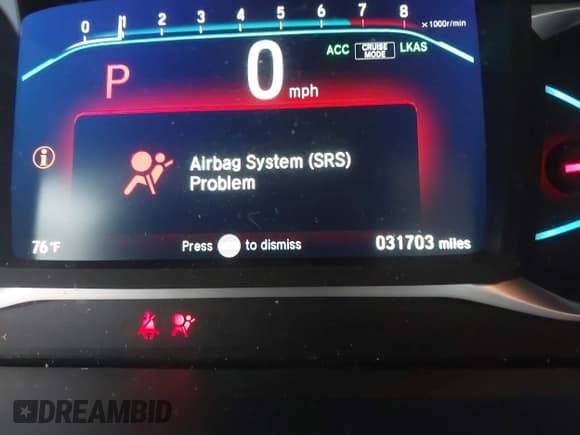 0 1 2 3 4 5 6 7 8 ×1000r/min
ACC CRUISE MODE LKAS
P 0 mph
i
Airbag System (SRS)
Problem
76°F Press to dismiss 031703 miles
DREAMBID